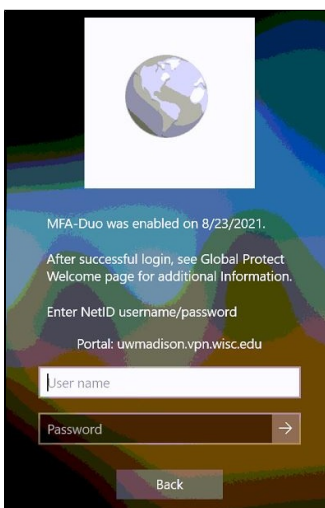 MFA-Duo was enabled on 8/23/2021.
After successful login, see Global Protect
Welcome page for additional Information.
Enter NetID username/password
Portal: uwmadison.vpn.wisc.edu
User name
Password
Back